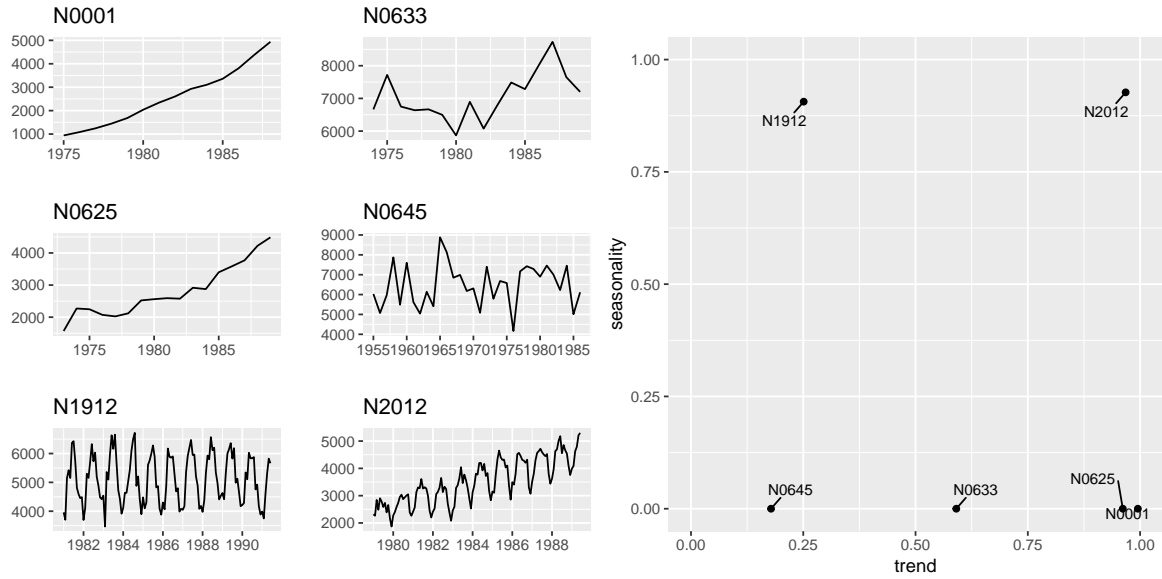 N0001
5000
4000
3000
2000
1000
1975 1980 1985
N0633
8000
7000
6000
1975 1980 1985
N0625
4000
3000
2000
1975 1980 1985
N0645
9000
8000
7000
6000
5000
4000
1955 1960 1965 1970 1975 1980 1985
N1912
6000
5000
4000
1982 1984 1986 1988 1990
N2012
5000
4000
3000
2000
1980 1982 1984 1986 1988
seasonality
1.00
0.75
0.50
0.25
0.00
N1912
N2012
N0645
N0633
N0625
N0001
0.00 0.25 0.50 0.75 1.00
trend